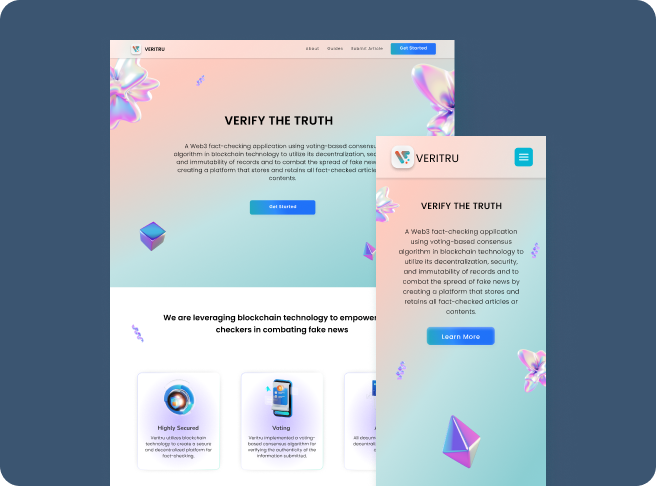 VERITRU
About Guides Exhibit Article Get Started
VERIFY THE TRUTH
A Web3 fact-checking application using voting-based consensu
algorithm in blockchain technology to utilize its decentralization, sec
and immutability of records and to combat the spread of fake new
creating a platform that stores and retains all fact-checked article
contents.
Get Started
We are leveraging blockchain technology to empower
checkers in combating fake news
Highly Secured
Veritru utilizes blockchain
technology to create a secure
and decentralized platform for
fact-checking.
Voting
Veritru implemented a voting-
based consensus algorithm for
verifying the authenticity of the
information submitted.
A
All docum
decentrali
VERITRU
VERIFY THE TRUTH
A Web3 fact-checking application
using voting-based consensus
algorithm in blockchain technology to
utilize its decentralization, security,
and immutability of records and to
combat the spread of fake news by
creating a platform that stores and
retains all fact-checked articles or
contents.
Learn More